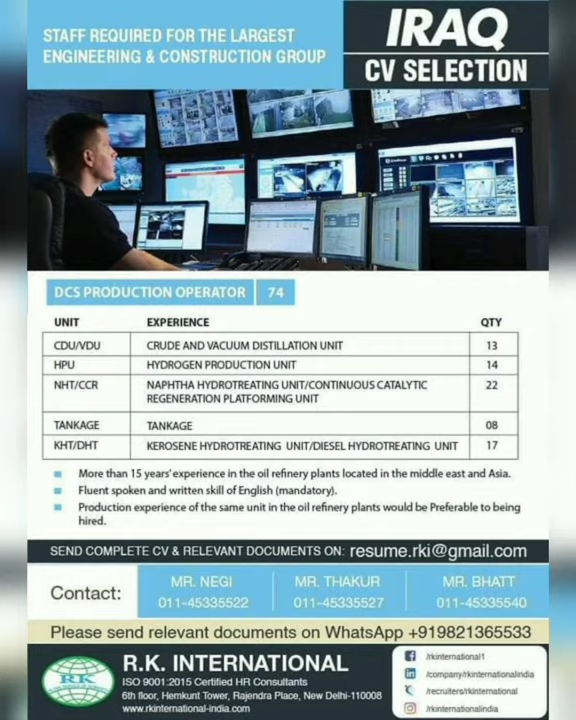 STAFF REQUIRED FOR THE LARGEST
ENGINEERING & CONSTRUCTION GROUP
IRAQ
CV SELECTION
DCS PRODUCTION OPERATOR 74
UNIT EXPERIENCE QTY
CDU/VDU CRUDE AND VACUUM DISTILLATION UNIT 13
HPU HYDROGEN PRODUCTION UNIT 14
NHT/CCR NAPHTHA HYDROTREATING UNIT/CONTINUOUS CATALYTIC 22
REGENERATION PLATFORMING UNIT
TANKAGE TANKAGE 08
KHT/DHT KEROSENE HYDROTREATING UNIT/DIESEL HYDROTREATING UNIT 17
More than 15 years' experience in the oil refinery plants located in the middle east and Asia.
Fluent spoken and written skill of English (mandatory).
Production experience of the same unit in the oil refinery plants would be Preferable to being
hired.
SEND COMPLETE CV & RELEVANT DOCUMENTS ON: resume.rki@gmail.com
Contact:
MR. NEGI MR. THAKUR MR. BHATT
011-45335522 011-45335527 011-45335540
Please send relevant documents on WhatsApp +919821365533
RK
R.K. INTERNATIONAL
ISO 9001:2015 Certified HR Consultants
6th floor, Hemkunt Tower, Rajendra Place, New Delhi-110008
www.rkinternational-india.com
/rkinternational1
/company/rkinternationalindia
/recruiters/rkinternational
/rkinternationalindia